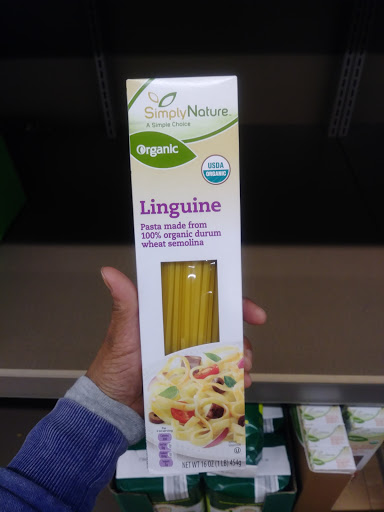 SimplyNature
A Simple Choice
Organic
USDA
ORGANIC
Linguine
Pasta made from
100% organic durum
wheat semolina
NET WT 16 OZ (1 LB) 454g